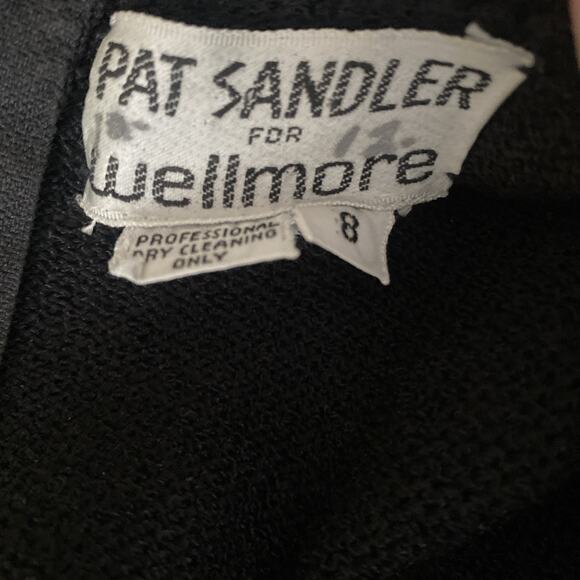 PAT SANDLER
FOR
wellmore
PROFESSIONAL
DRY CLEANING
ONLY
8